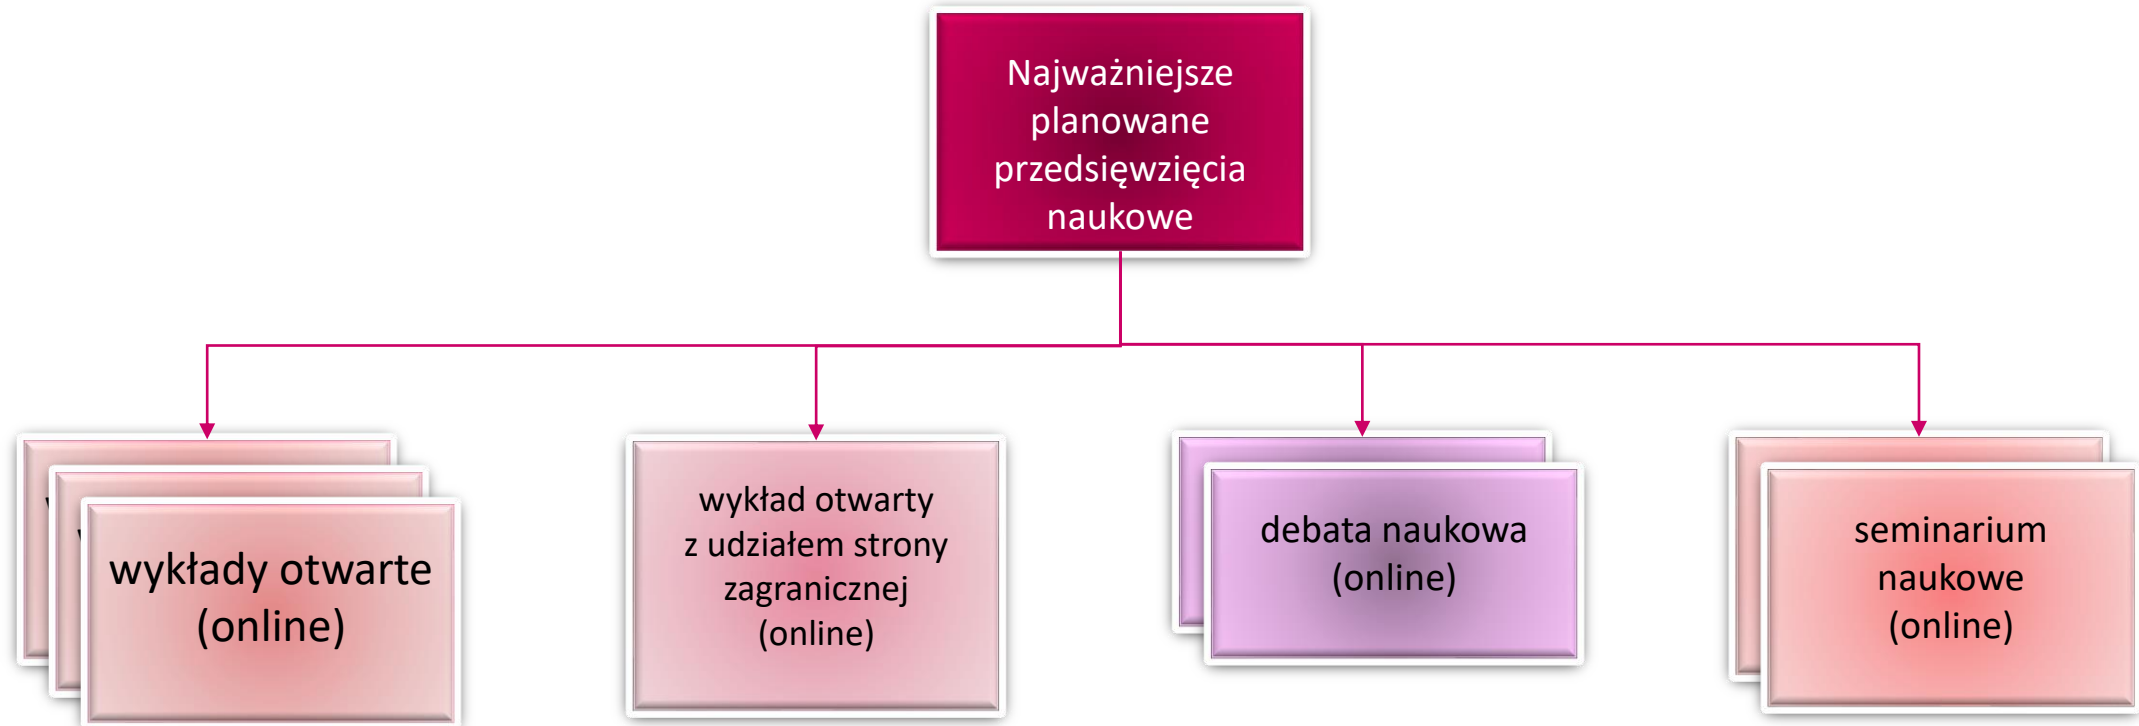 Najważniejsze
planowane
przedsięwzięcia
naukowe
wykłady otwarte
(online)
wykład otwarty
z udziałem strony
zagranicznej
(online)
debata naukowa
(online)
seminarium
naukowe
(online)